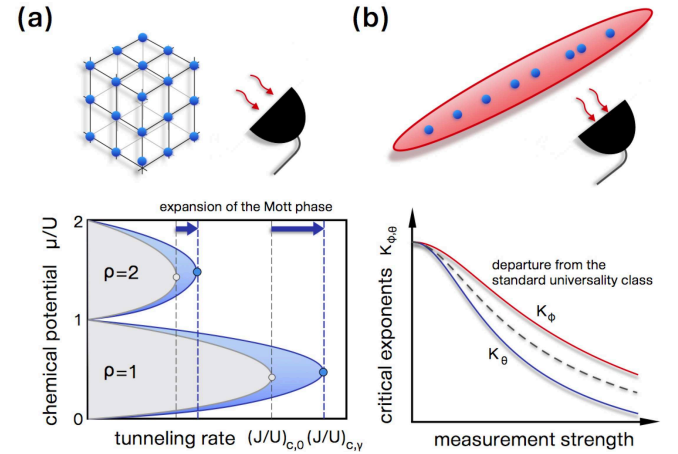 (a)
(b)
expansion of the Mott phase
chemical potential μ/U
2
1
0
ρ=2
ρ=1
tunneling rate (J/U)c,0 (J/U)c,γ
critical exponents Kϕ,θ
departure from the
standard universality class
Kϕ
Kθ
measurement strength